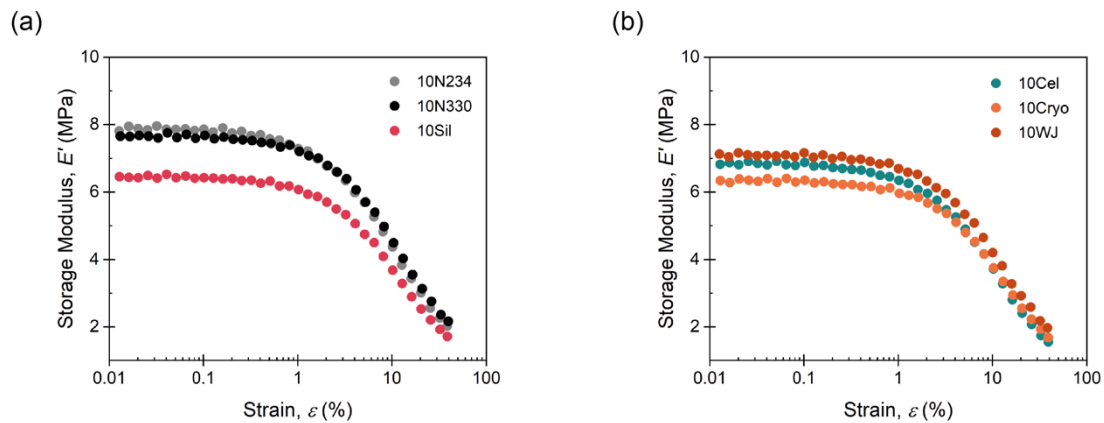 (a)
10
8
6
4
2
Storage Modulus, E′ (MPa)
10N234
10N330
10Sil
0.01 0.1 1 10 100
Strain, ε (%)
(b)
10
8
6
4
2
Storage Modulus, E′ (MPa)
10Cel
10Cryo
10WJ
0.01 0.1 1 10 100
Strain, ε (%)